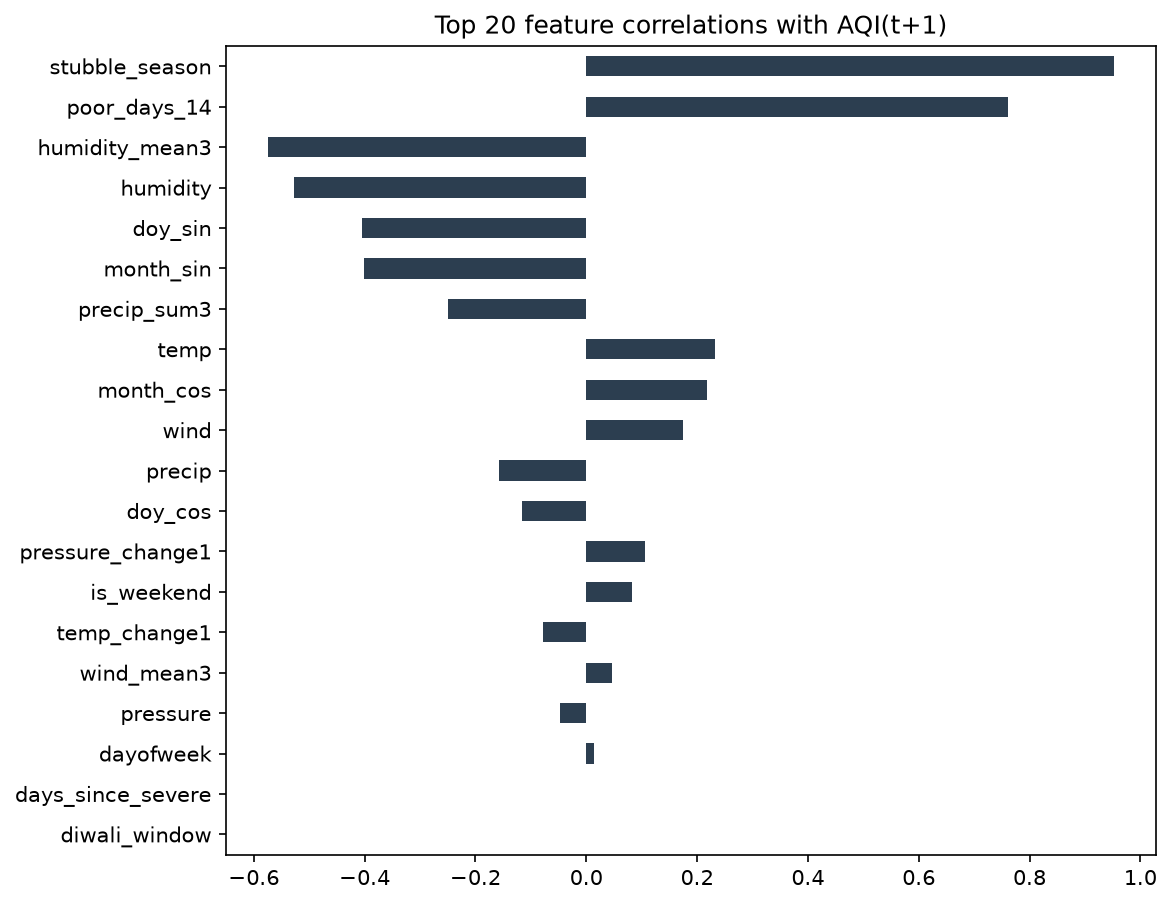 Top 20 feature correlations with AQI(t+1)
stubble_season
poor_days_14
humidity_mean3
humidity
doy_sin
month_sin
precip_sum3
temp
month_cos
wind
precip
doy_cos
pressure_change1
is_weekend
temp_change1
wind_mean3
pressure
dayofweek
days_since_severe
diwali_window
−0.6 −0.4 −0.2 0.0 0.2 0.4 0.6 0.8 1.0